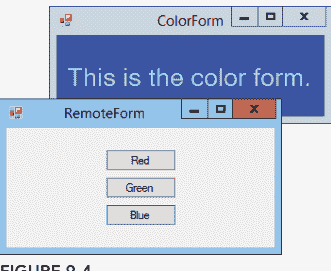 ColorForm
This is the color form.
RemoteForm
Red
Green
Blue
FIGURE 9-4